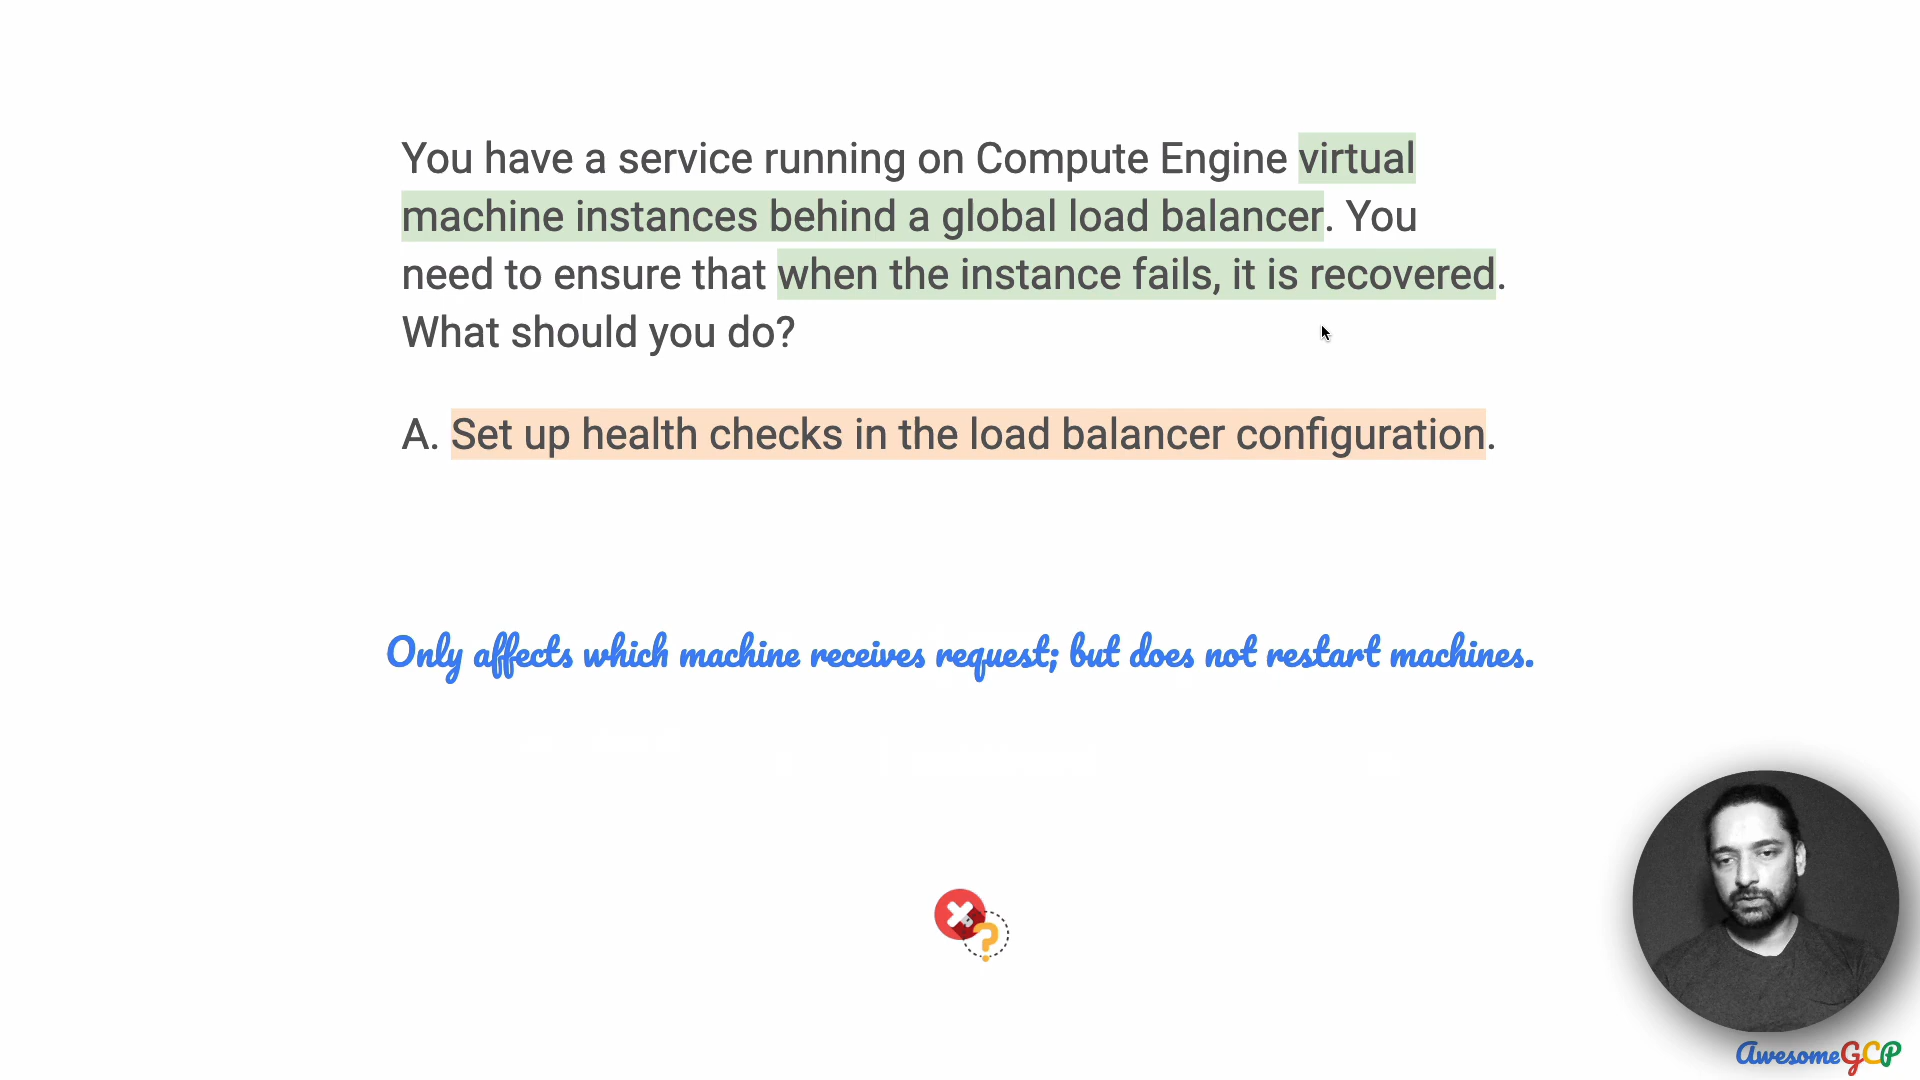 You have a service running on Compute Engine virtual
machine instances behind a global load balancer. You
need to ensure that when the instance fails, it is recovered.
What should you do?
A. Set up health checks in the load balancer configuration.
Only affects which machine receives request; but does not restart machines.
?
AwesomeGCP